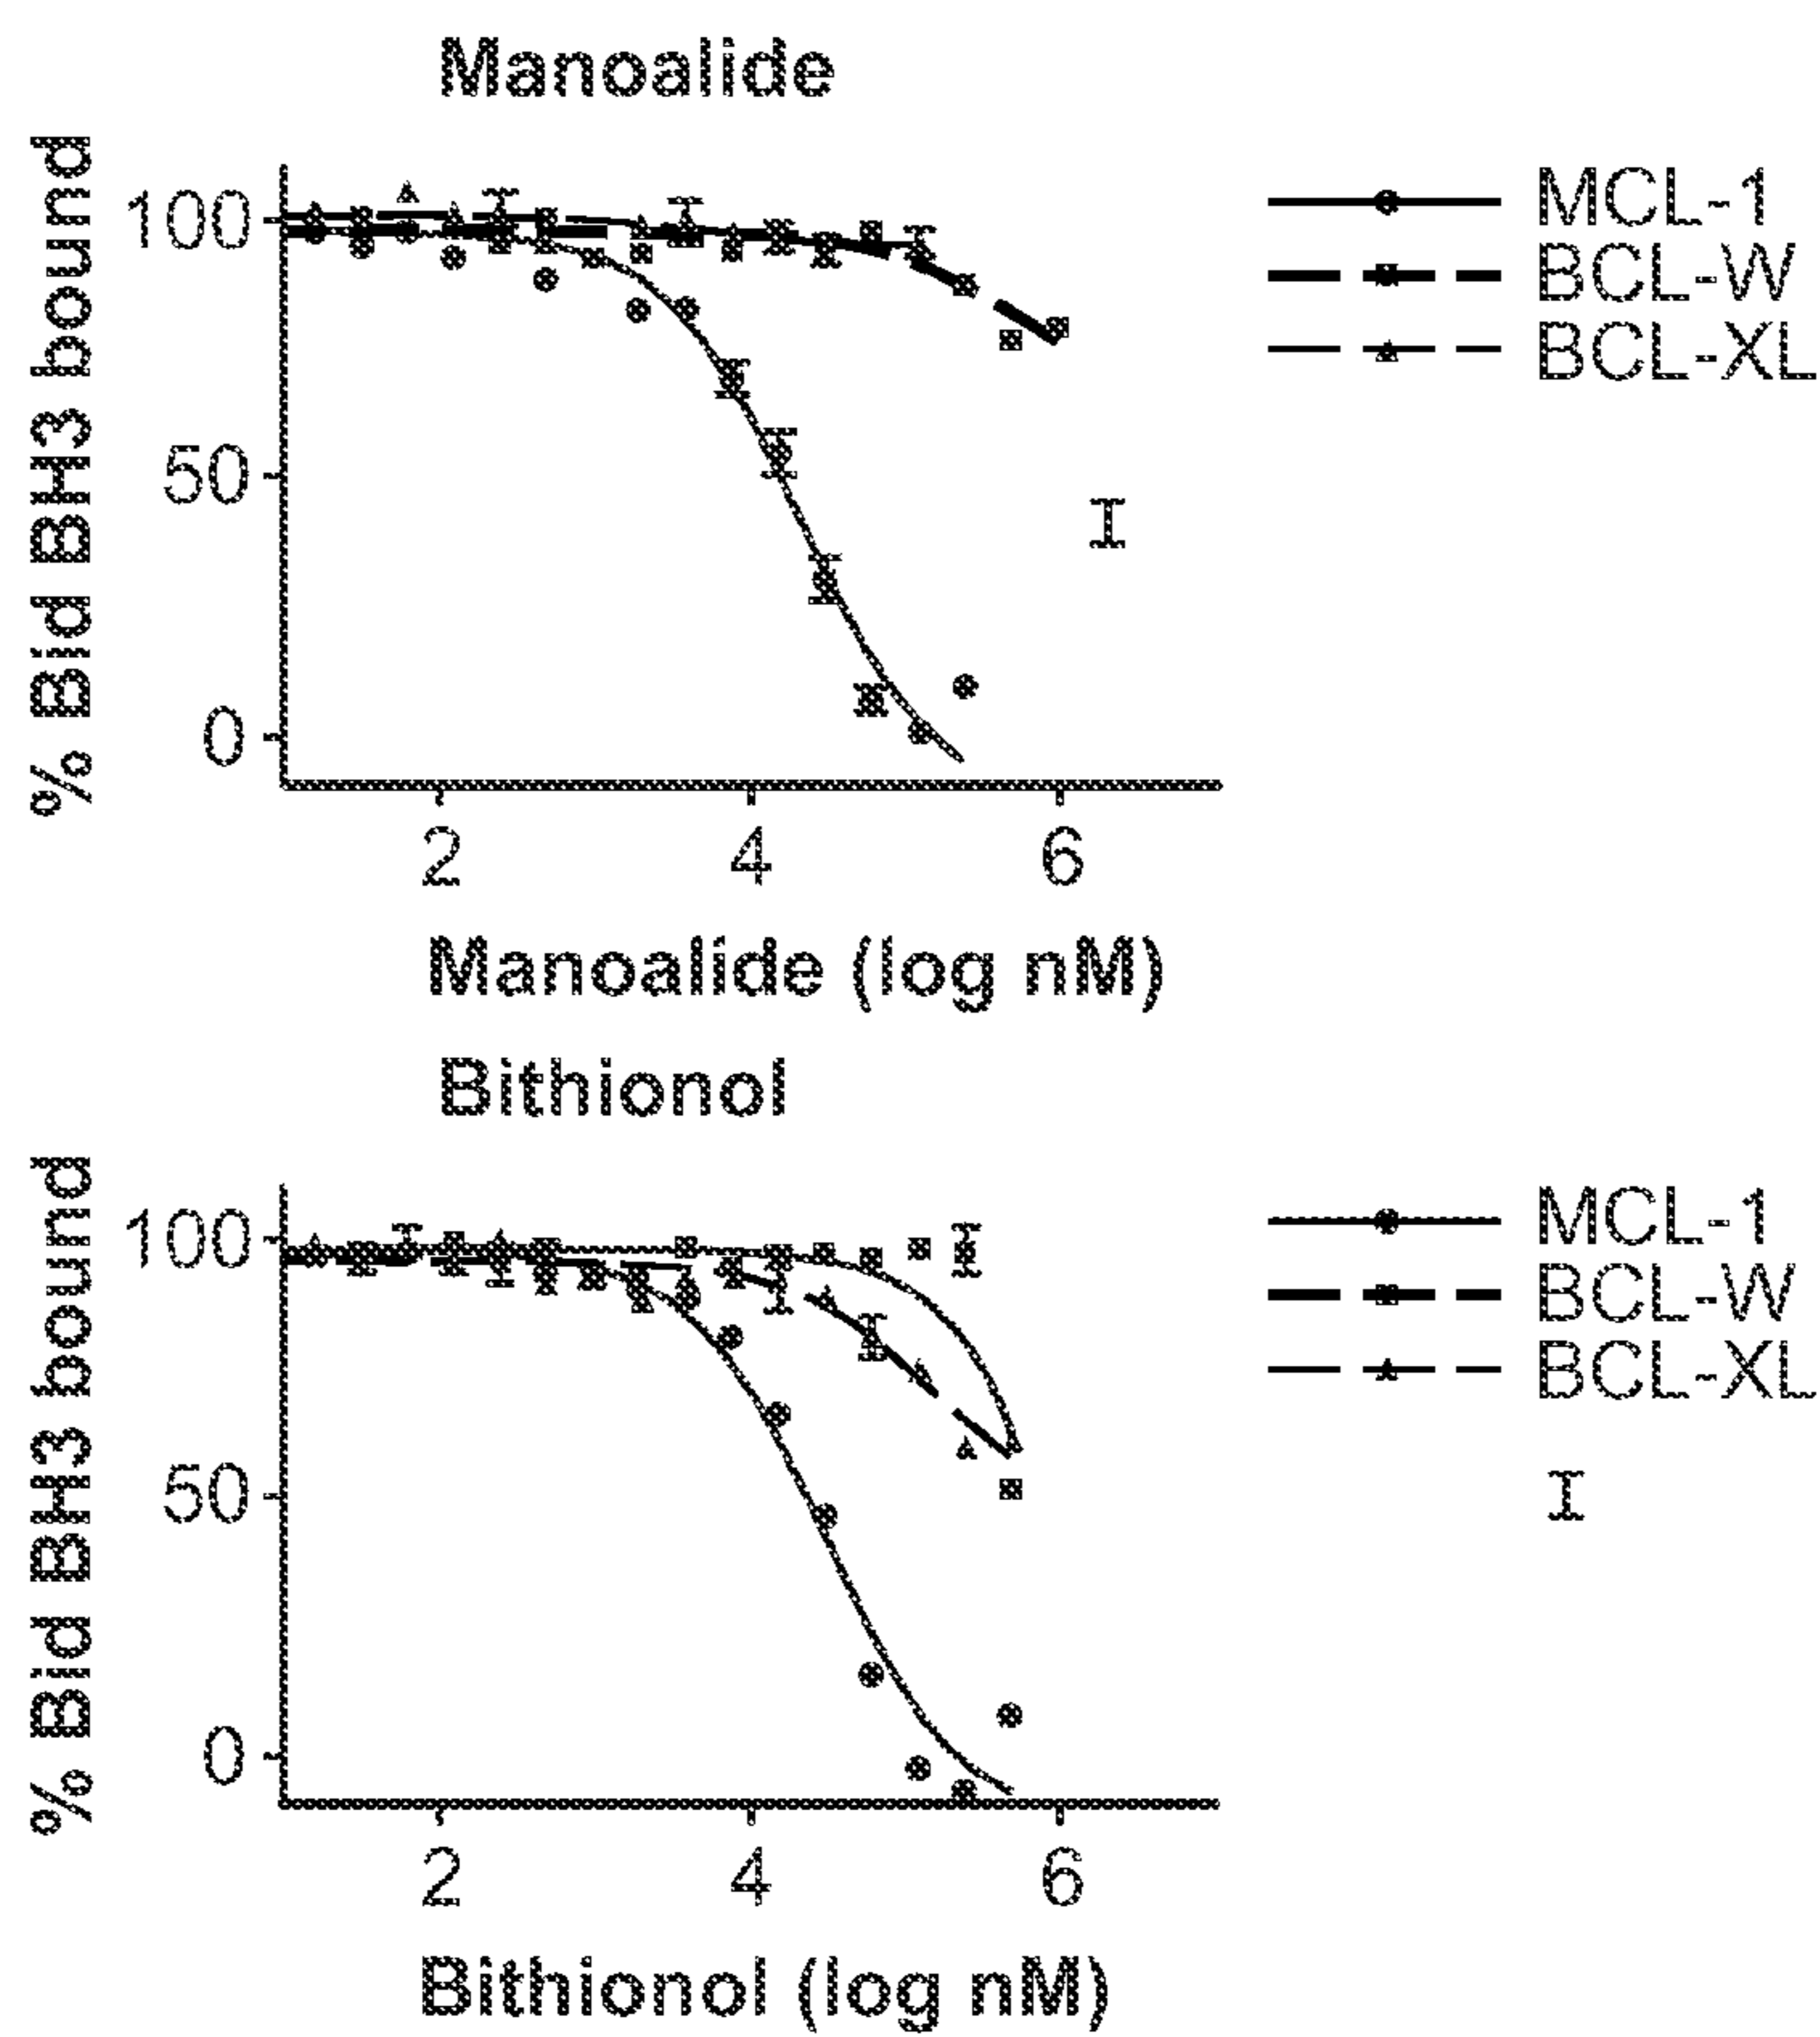 Manoalide
% Bid BH3 bound
100
50
0
2 4 6
Manoalide (log nM)
MCL-1
BCL-W
BCL-XL
Bithionol
% Bid BH3 bound
100
50
0
2 4 6
Bithionol (log nM)
MCL-1
BCL-W
BCL-XL